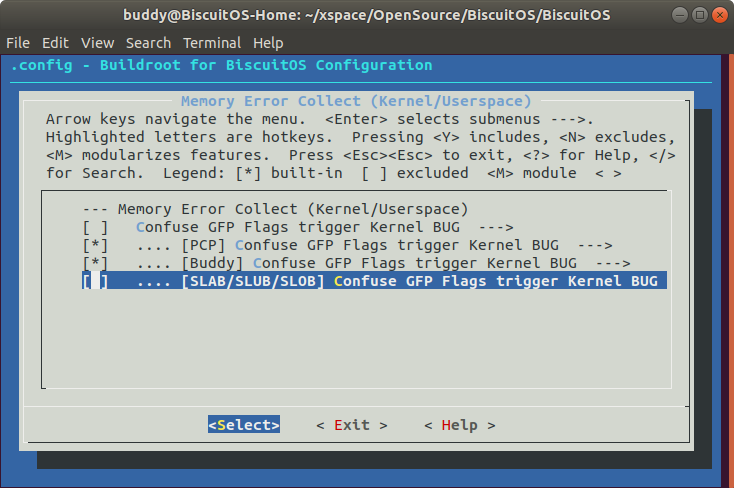 buddy@BiscuitOS-Home: ~/xspace/OpenSource/BiscuitOS/BiscuitOS
File Edit View Search Terminal Help
.config - Buildroot for BiscuitOS Configuration
Memory Error Collect (Kernel/Userspace)
Arrow keys navigate the menu. <Enter> selects submenus --->.
Highlighted letters are hotkeys. Pressing <Y> includes, <N> excludes,
<M> modularizes features. Press <Esc><Esc> to exit, <?> for Help, </>
for Search. Legend: [*] built-in [ ] excluded <M> module < >
--- Memory Error Collect (Kernel/Userspace)
[ ] Confuse GFP Flags trigger Kernel BUG --->
[*] .... [PCP] Confuse GFP Flags trigger Kernel BUG --->
[*] .... [Buddy] Confuse GFP Flags trigger Kernel BUG --->
[ ] .... [SLAB/SLUB/SLOB] Confuse GFP Flags trigger Kernel BUG
<Select> < Exit > < Help >